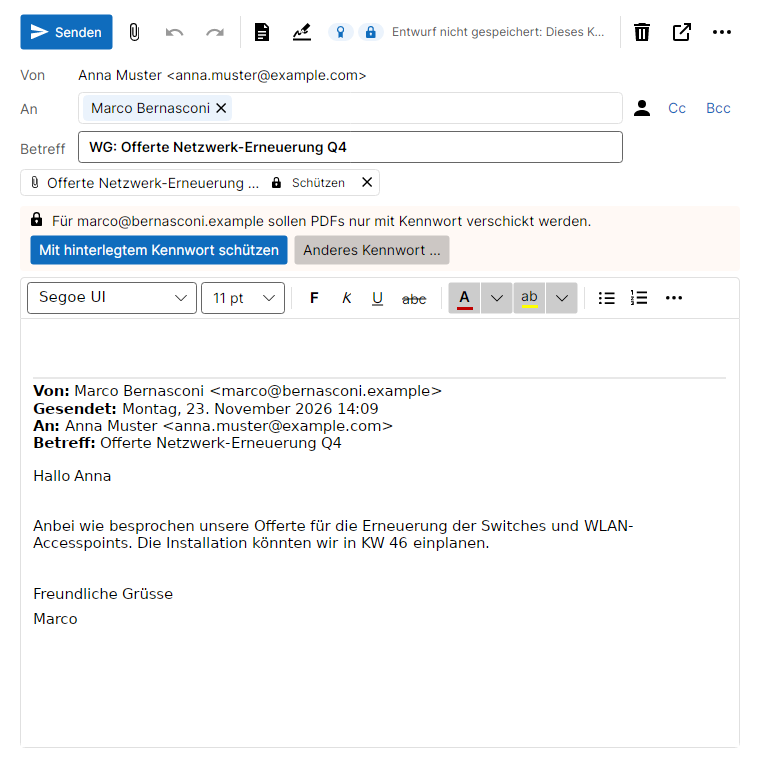 Senden
Entwurf nicht gespeichert: Dieses K...
Von Anna Muster <anna.muster@example.com>
An Marco Bernasconi Cc Bcc
Betreff WG: Offerte Netzwerk-Erneuerung Q4
Offerte Netzwerk-Erneuerung ... Schützen
Für marco@bernasconi.example sollen PDFs nur mit Kennwort verschickt werden.
Mit hinterlegtem Kennwort schützen Anderes Kennwort ...
Segoe UI 11 pt F K U abc A ab
Von: Marco Bernasconi <marco@bernasconi.example>
Gesendet: Montag, 23. November 2026 14:09
An: Anna Muster <anna.muster@example.com>
Betreff: Offerte Netzwerk-Erneuerung Q4
Hallo Anna
Anbei wie besprochen unsere Offerte für die Erneuerung der Switches und WLAN-
Accesspoints. Die Installation könnten wir in KW 46 einplanen.
Freundliche Grüsse
Marco